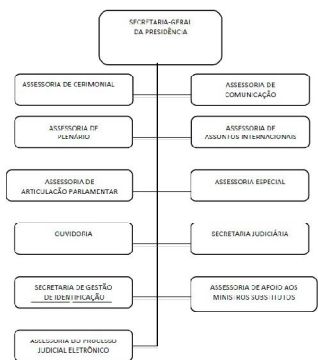 SECRETARIA-GERAL
DA PRESIDÊNCIA
ASSESSORIA DE CERIMONIAL
ASSESSORIA DE
COMUNICAÇÃO
ASSESSORIA DE
PLENÁRIO
ASSESSORIA DE
ASSUNTOS INTERNACIONAIS
ASSESSORIA DE
ARTICULAÇÃO PARLAMENTAR
ASSESSORIA ESPECIAL
OUVIDORIA
SECRETARIA JUDICIÁRIA
SECRETARIA DE GESTÃO
DE IDENTIFICAÇÃO
ASSESSORIA DE APOIO AOS
MINISTROS SUBSTITUTOS
ASSESSORIA DO PROCESSO
JUDICIAL ELETRÔNICO